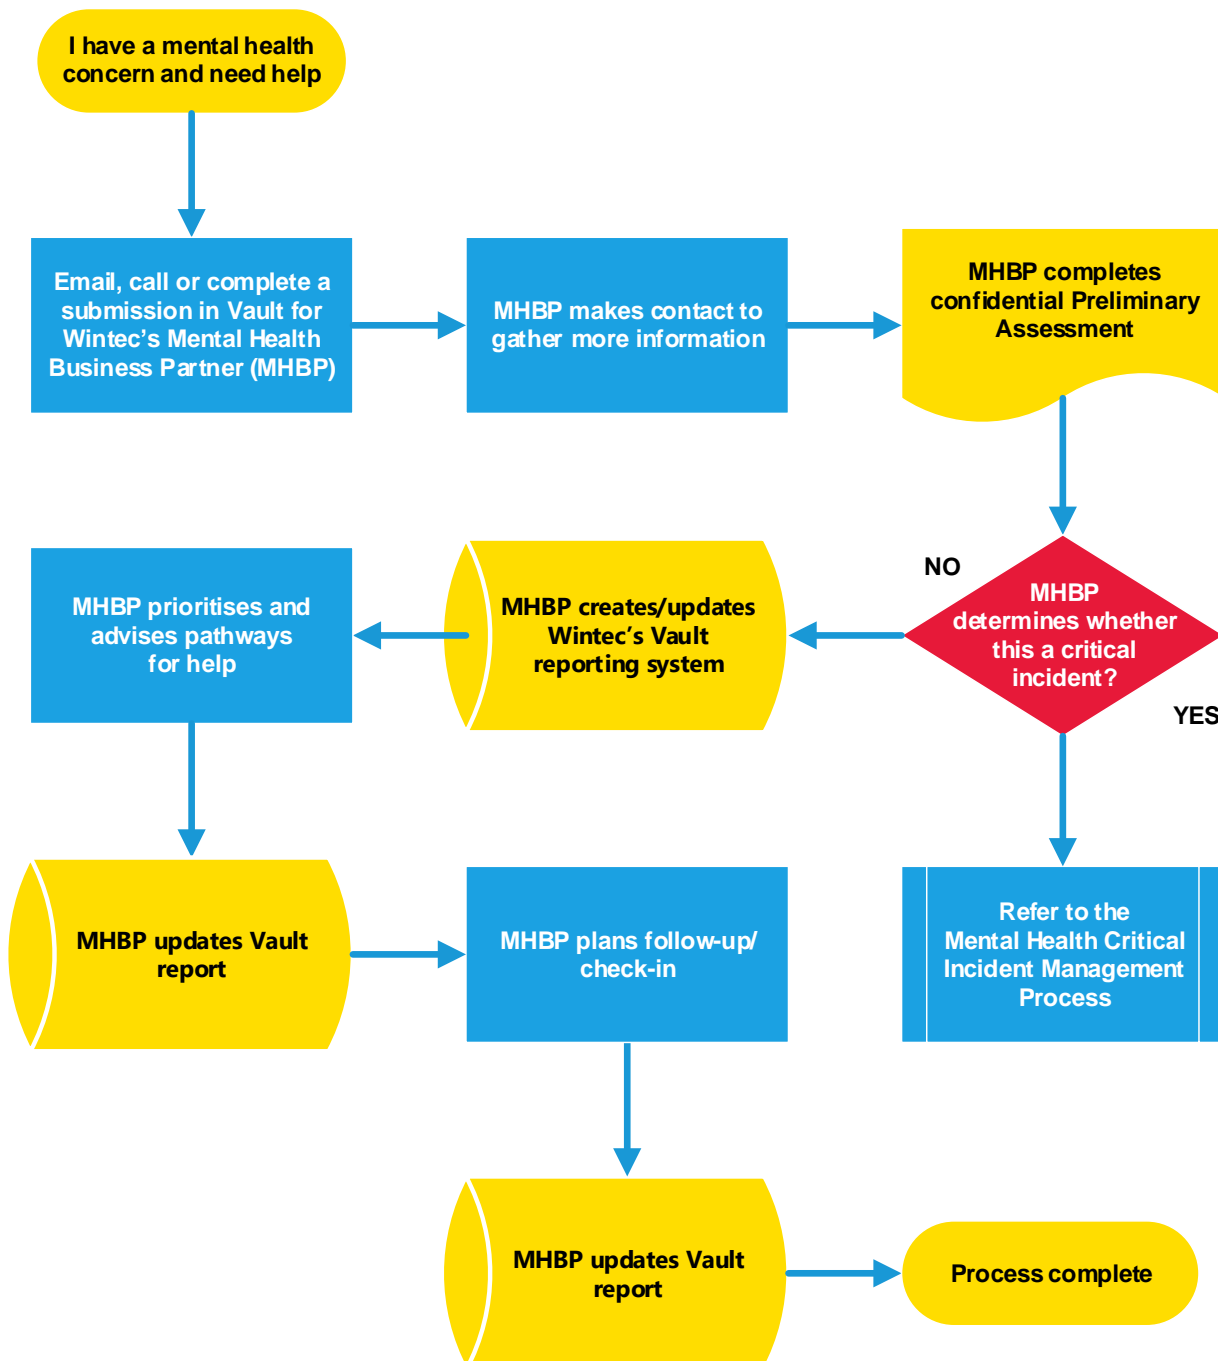 I have a mental health
concern and need help
Email, call or complete a
submission in Vault for
Wintec’s Mental Health
Business Partner (MHBP)
MHBP makes contact to
gather more information
MHBP completes
confidential Preliminary
Assessment
MHBP
determines whether
this a critical
incident?
NO
YES
MHBP creates/updates
Wintec’s Vault
reporting system
MHBP prioritises and
advises pathways
for help
MHBP updates Vault
report
MHBP plans follow-up/
check-in
Refer to the
Mental Health Critical
Incident Management
Process
MHBP updates Vault
report
Process complete